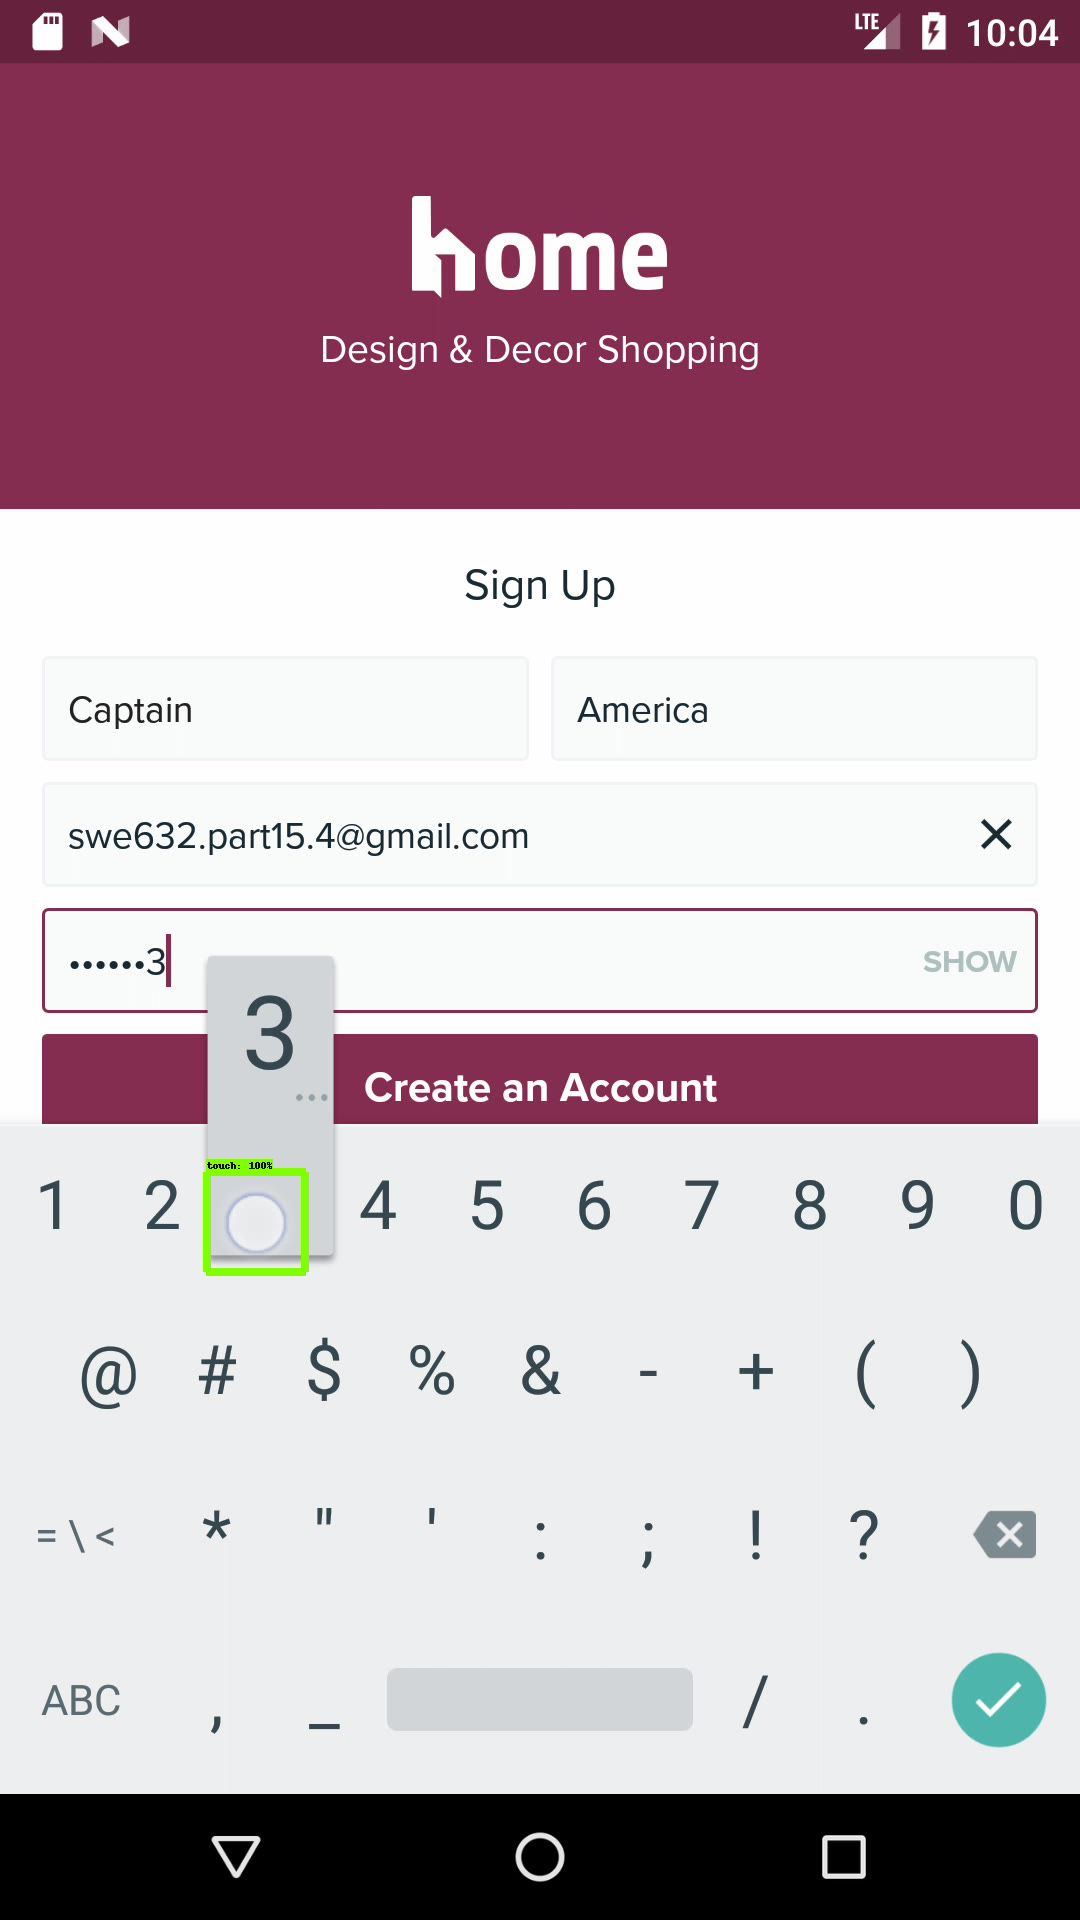 LTE 10:04
home
Design & Decor Shopping
Sign Up
Captain America
swe632.part15.4@gmail.com
••••••3 SHOW
3
...
Create an Account
touch: 100%
1 2 4 5 6 7 8 9 0
@ # $ % & - + ( )
= \ < * " ' : ; ! ?
ABC , _ / .